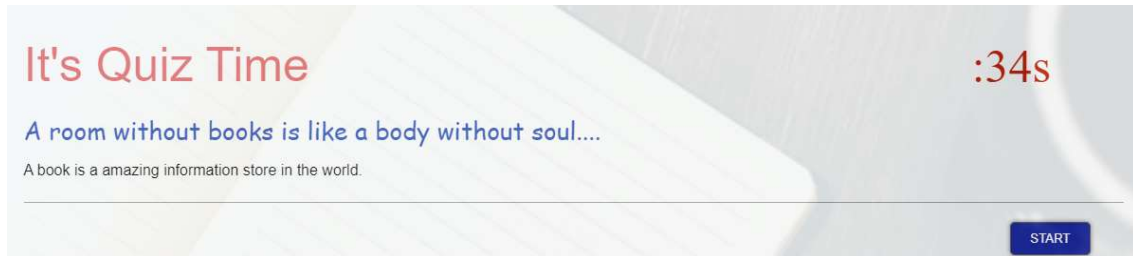 It's Quiz Time
:34s
A room without books is like a body without soul....
A book is a amazing information store in the world.
START